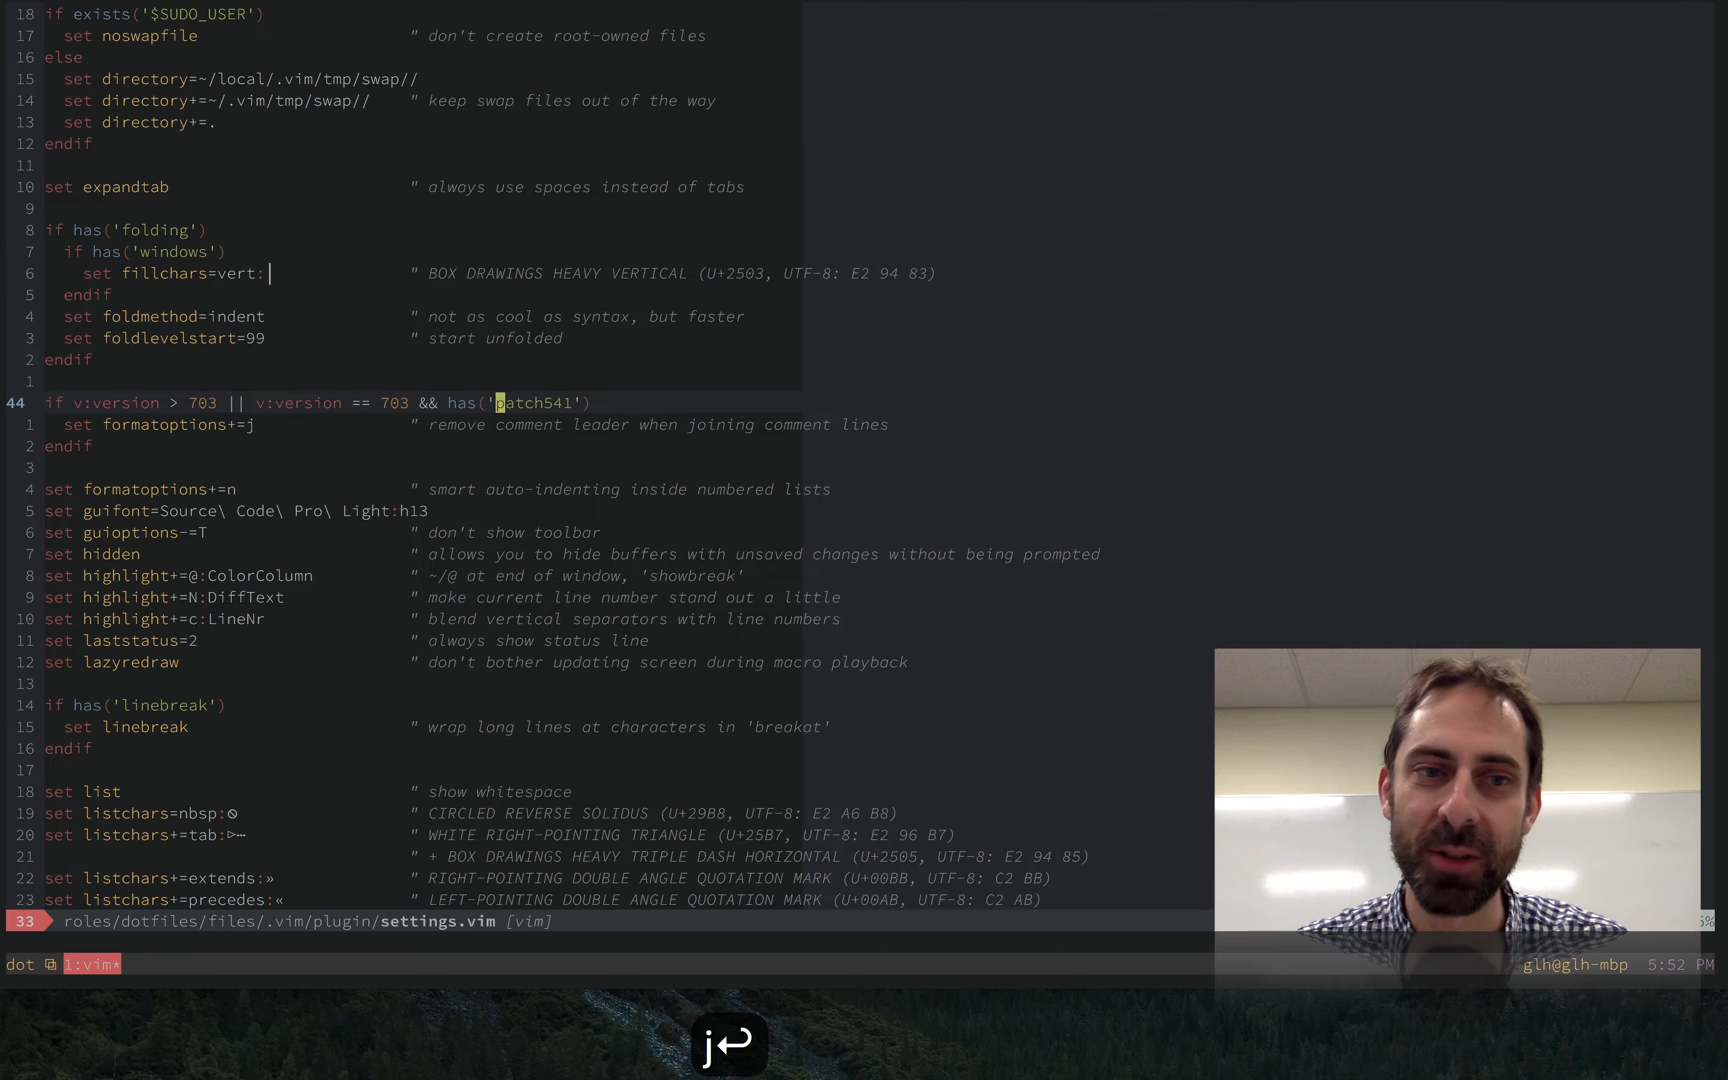 18 if exists('$SUDO_USER')
17   set noswapfile                      " don't create root-owned files
16 else
15   set directory=~/local/.vim/tmp/swap//
14   set directory+=~/.vim/tmp/swap//    " keep swap files out of the way
13   set directory+=.
12 endif
11
10 set expandtab                         " always use spaces instead of tabs
9
8 if has('folding')
7   if has('windows')
6     set fillchars=vert:┃              " BOX DRAWINGS HEAVY VERTICAL (U+2503, UTF-8: E2 94 83)
5   endif
4   set foldmethod=indent               " not as cool as syntax, but faster
3   set foldlevelstart=99               " start unfolded
2 endif
1
44 if v:version > 703 || v:version == 703 && has('patch541')
1   set formatoptions+=j                " remove comment leader when joining comment lines
2 endif
3
4 set formatoptions+=n                  " smart auto-indenting inside numbered lists
5 set guifont=Source\ Code\ Pro\ Light:h13
6 set guioptions-=T                     " don't show toolbar
7 set hidden                            " allows you to hide buffers with unsaved changes without being prompted
8 set highlight+=@:ColorColumn          " ~/@ at end of window, 'showbreak'
9 set highlight+=N:DiffText             " make current line number stand out a little
10 set highlight+=c:LineNr              " blend vertical separators with line numbers
11 set laststatus=2                     " always show status line
12 set lazyredraw                       " don't bother updating screen during macro playback
13
14 if has('linebreak')
15   set linebreak                      " wrap long lines at characters in 'breakat'
16 endif
17
18 set list                             " show whitespace
19 set listchars=nbsp:⦸                 " CIRCLED REVERSE SOLIDUS (U+29B8, UTF-8: E2 A6 B8)
20 set listchars+=tab:▷┅                " WHITE RIGHT-POINTING TRIANGLE (U+25B7, UTF-8: E2 96 B7)
21                                      " + BOX DRAWINGS HEAVY TRIPLE DASH HORIZONTAL (U+2505, UTF-8: E2 94 85)
22 set listchars+=extends:»             " RIGHT-POINTING DOUBLE ANGLE QUOTATION MARK (U+00BB, UTF-8: C2 BB)
23 set listchars+=precedes:«            " LEFT-POINTING DOUBLE ANGLE QUOTATION MARK (U+00AB, UTF-8: C2 AB)
33 roles/dotfiles/files/.vim/plugin/settings.vim [vim]
dot 1:vim* glh@glh-mbp 5:52 PM
j↩